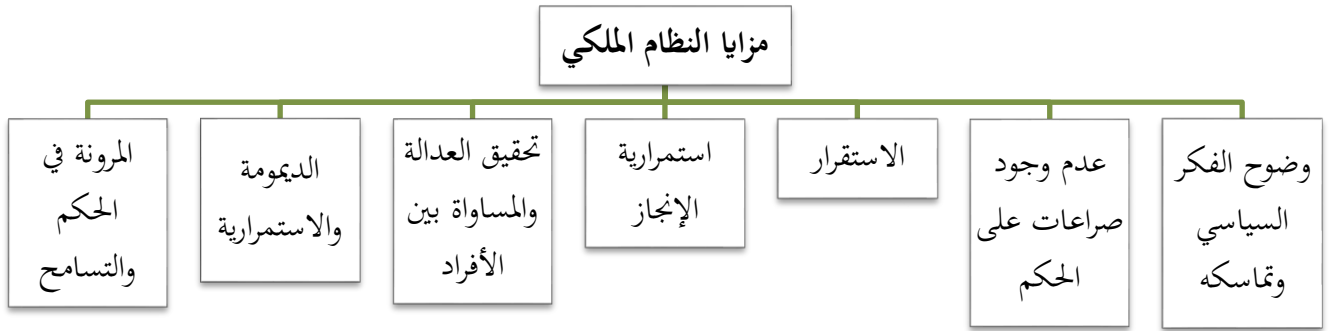 مزايا النظام الملكي
وضوح الفكر
السياسي
وتماسكه
عدم وجود
صراعات على
الحكم
الاستقرار
استمرارية
الإنجاز
تحقيق العدالة
والمساواة بين
الأفراد
الديمومة
والاستمرارية
المرونة في
الحكم
والتسامح